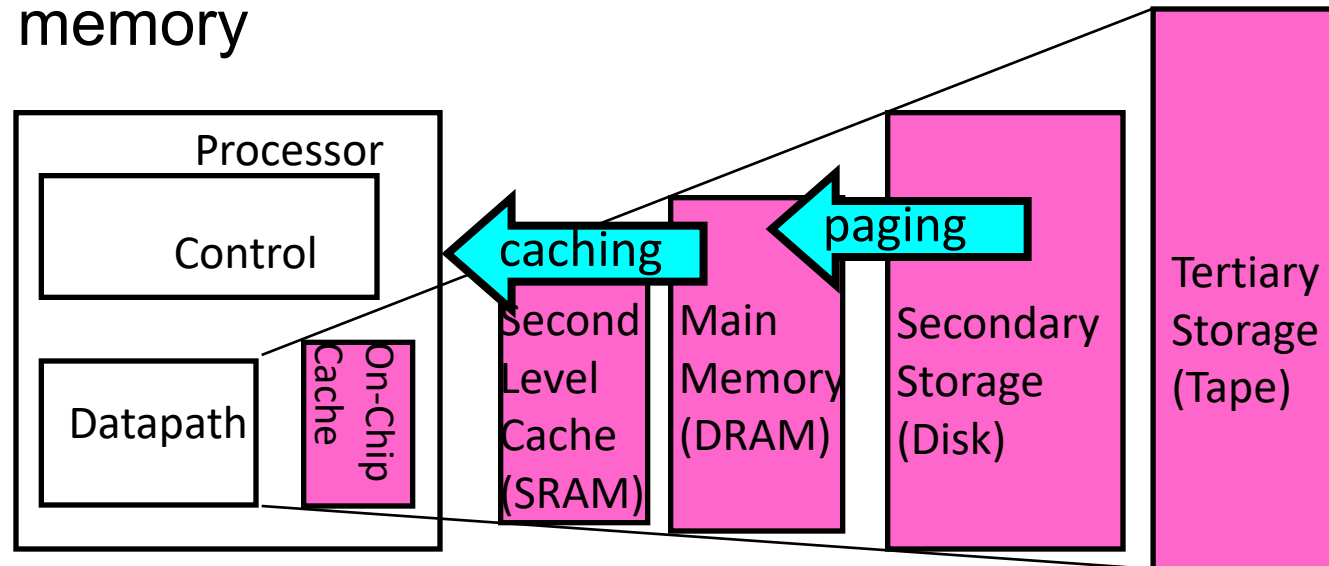 memory
Processor
Control
Datapath
On-Chip
Cache
caching
Second
Level
Cache
(SRAM)
Main
Memory
(DRAM)
paging
Secondary
Storage
(Disk)
Tertiary
Storage
(Tape)